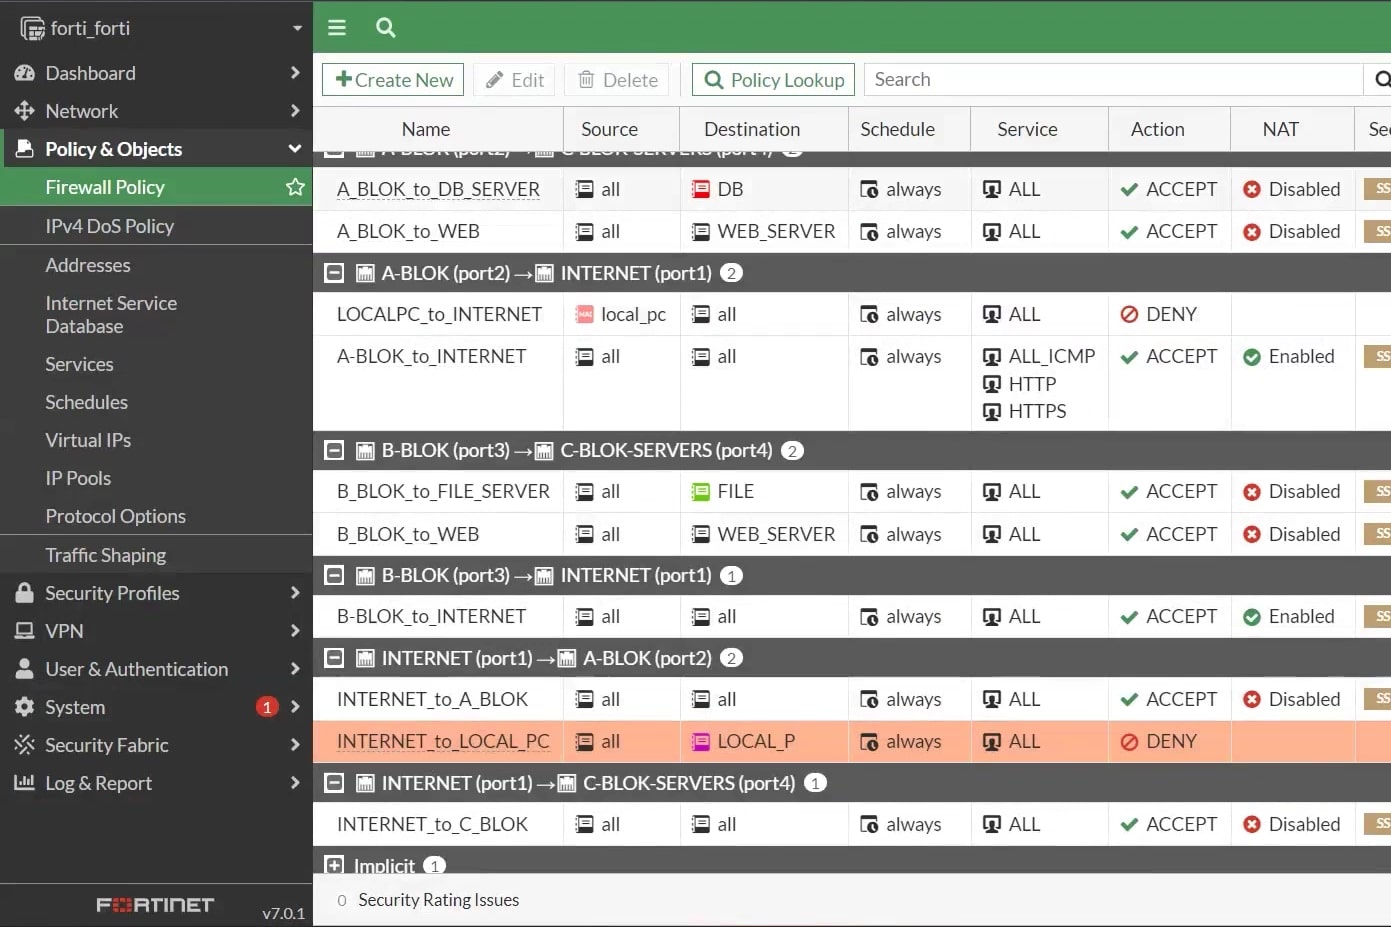 forti_forti
Dashboard
Network
Policy & Objects
Firewall Policy
IPv4 DoS Policy
Addresses
Internet Service
Database
Services
Schedules
Virtual IPs
IP Pools
Protocol Options
Traffic Shaping
Security Profiles
VPN
User & Authentication
System 1
Security Fabric
Log & Report
FORTINET v7.0.1
Create New Edit Delete Policy Lookup Search
Name Source Destination Schedule Service Action NAT Sec
A-BLOK (port2) → C-BLOK-SERVERS (port4) 2
A_BLOK_to_DB_SERVER all DB always ALL ACCEPT Disabled SS
A_BLOK_to_WEB all WEB_SERVER always ALL ACCEPT Disabled SS
A-BLOK (port2) → INTERNET (port1) 2
LOCALPC_to_INTERNET MAC local_pc all always ALL DENY
A-BLOK_to_INTERNET all all always ALL_ICMP ACCEPT Enabled SS
HTTP
HTTPS
B-BLOK (port3) → C-BLOK-SERVERS (port4) 2
B_BLOK_to_FILE_SERVER all FILE always ALL ACCEPT Disabled SS
B_BLOK_to_WEB all WEB_SERVER always ALL ACCEPT Disabled SS
B-BLOK (port3) → INTERNET (port1) 1
B-BLOK_to_INTERNET all all always ALL ACCEPT Enabled SS
INTERNET (port1) → A-BLOK (port2) 2
INTERNET_to_A_BLOK all all always ALL ACCEPT Disabled SS
INTERNET_to_LOCAL_PC all LOCAL_P always ALL DENY
INTERNET (port1) → C-BLOK-SERVERS (port4) 1
INTERNET_to_C_BLOK all all always ALL ACCEPT Disabled SS
Implicit 1
0 Security Rating Issues